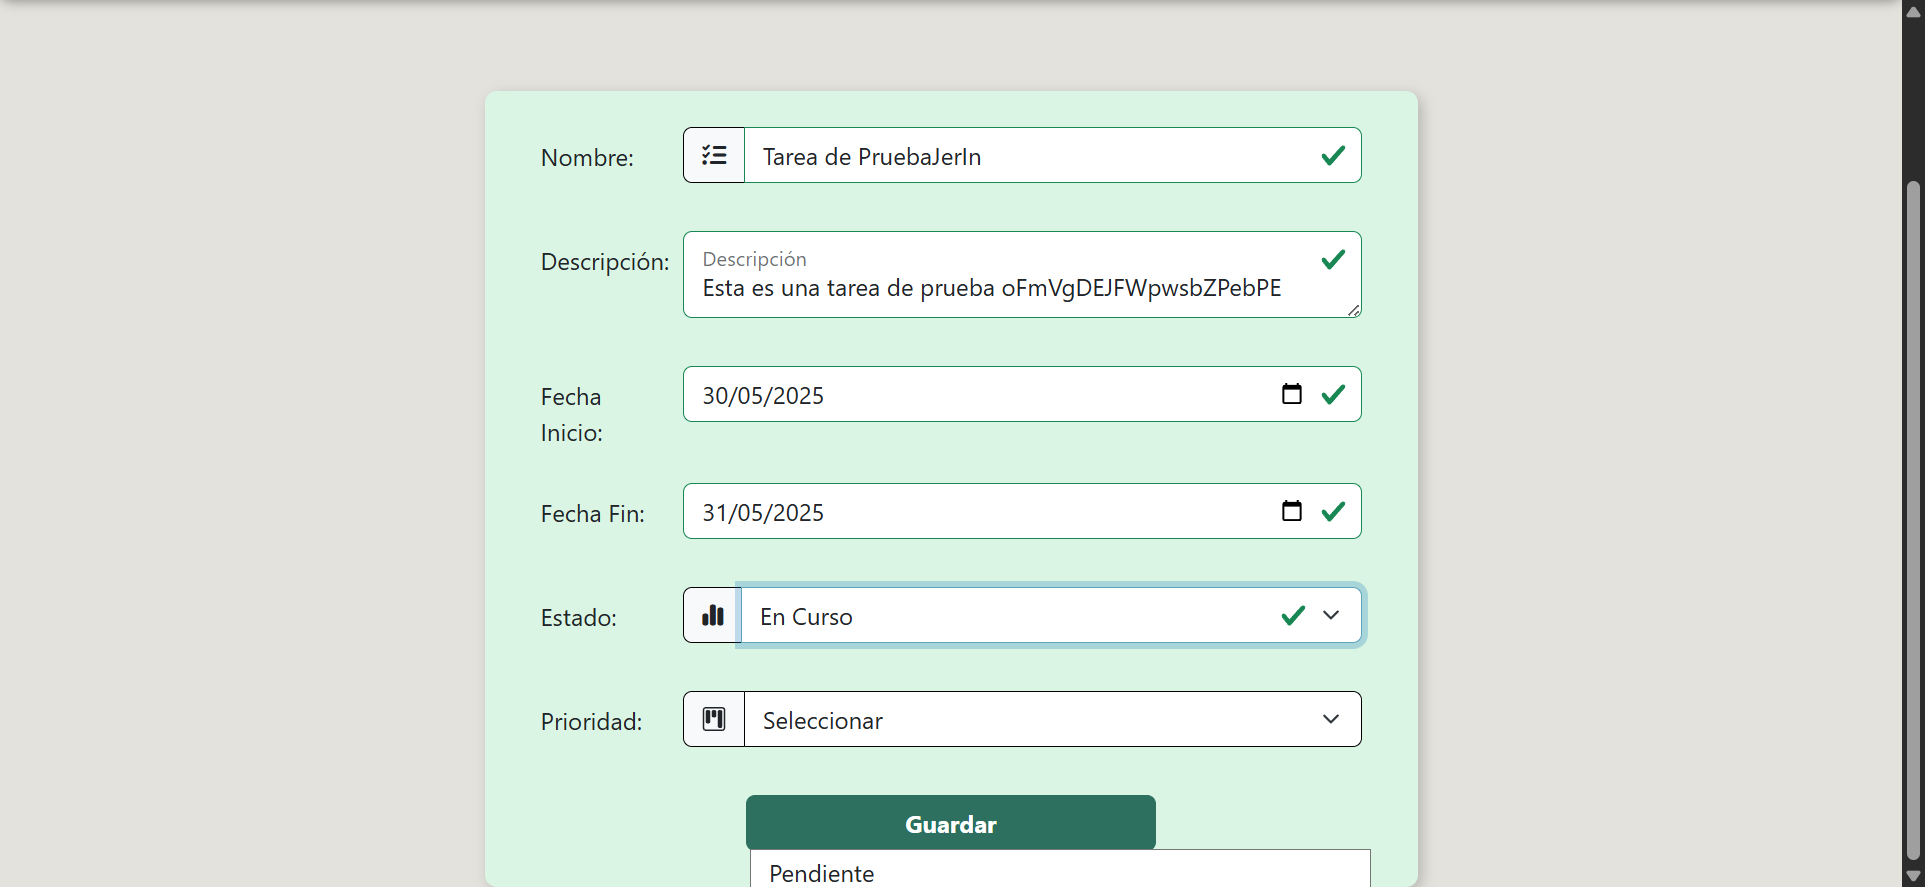 Nombre:
Tarea de PruebaJerIn
Descripción:
Descripción
Esta es una tarea de prueba oFmVgDEJFWpwsbZPebPE
Fecha
Inicio:
30/05/2025
Fecha Fin:
31/05/2025
Estado:
En Curso
Prioridad:
Seleccionar
Guardar
Pendiente